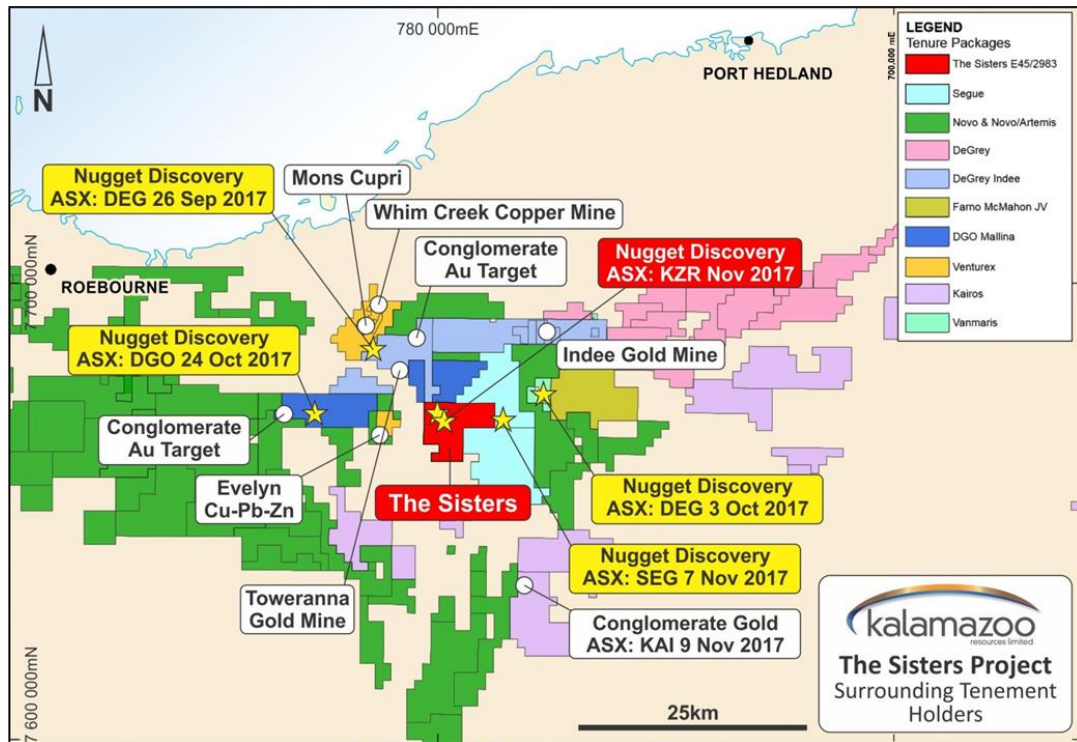 780 000mE
700,000 mE
PORT HEDLAND
N
LEGEND
Tenure Packages
The Sisters E45/2983
Segue
Novo & Novo/Artemis
DeGrey
DeGrey Indee
Farno McMahon JV
DGO Mallina
Venturex
Kairos
Vanmaris
Nugget Discovery
ASX: DEG 26 Sep 2017
Mons Cupri
Whim Creek Copper Mine
Conglomerate
Au Target
Nugget Discovery
ASX: KZR Nov 2017
7 700 000mN
ROEBOURNE
Nugget Discovery
ASX: DGO 24 Oct 2017
Indee Gold Mine
Conglomerate
Au Target
Evelyn
Cu-Pb-Zn
The Sisters
Nugget Discovery
ASX: DEG 3 Oct 2017
Toweranna
Gold Mine
Nugget Discovery
ASX: SEG 7 Nov 2017
Conglomerate Gold
ASX: KAI 9 Nov 2017
7 600 000mN
25km
kalamazoo
resources limited
The Sisters Project
Surrounding Tenement
Holders